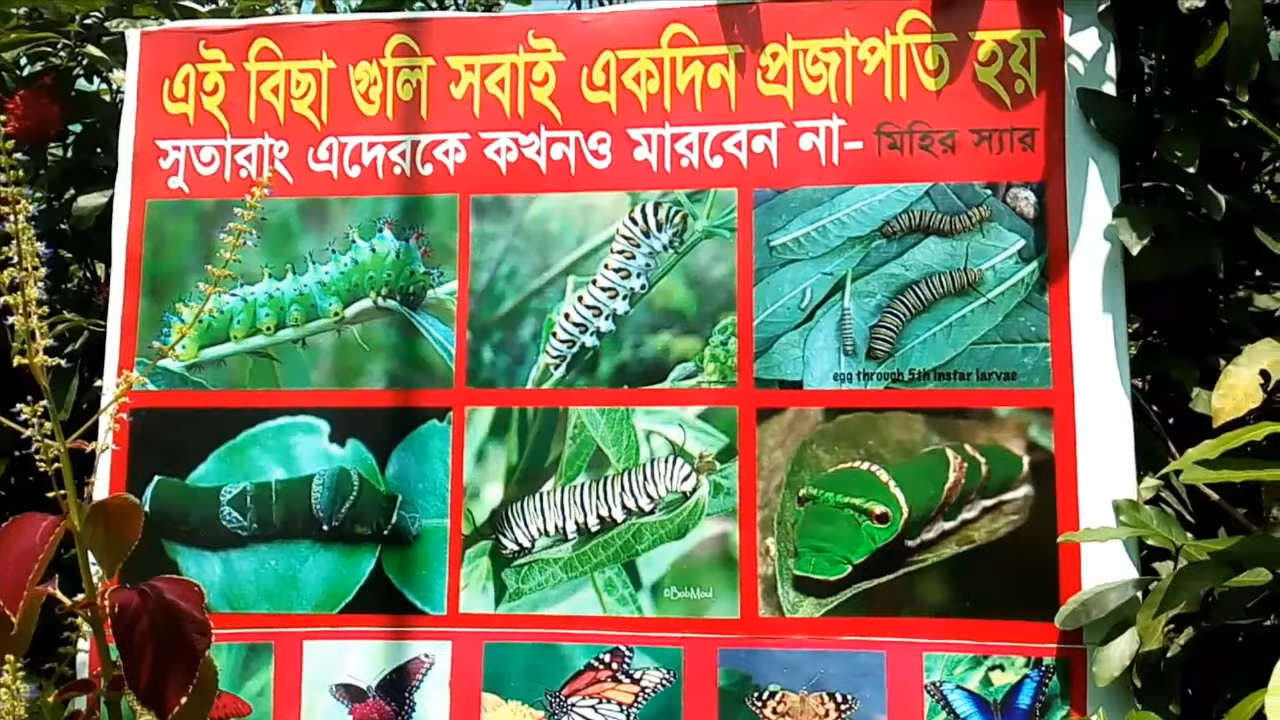 এই বিছা গুলি সবাই একদিন প্রজাপতি হয়
সুতারাং এদেরকে কখনও মারবেন না- মিহির স্যার
egg through 5th instar larvae
©BobMoul